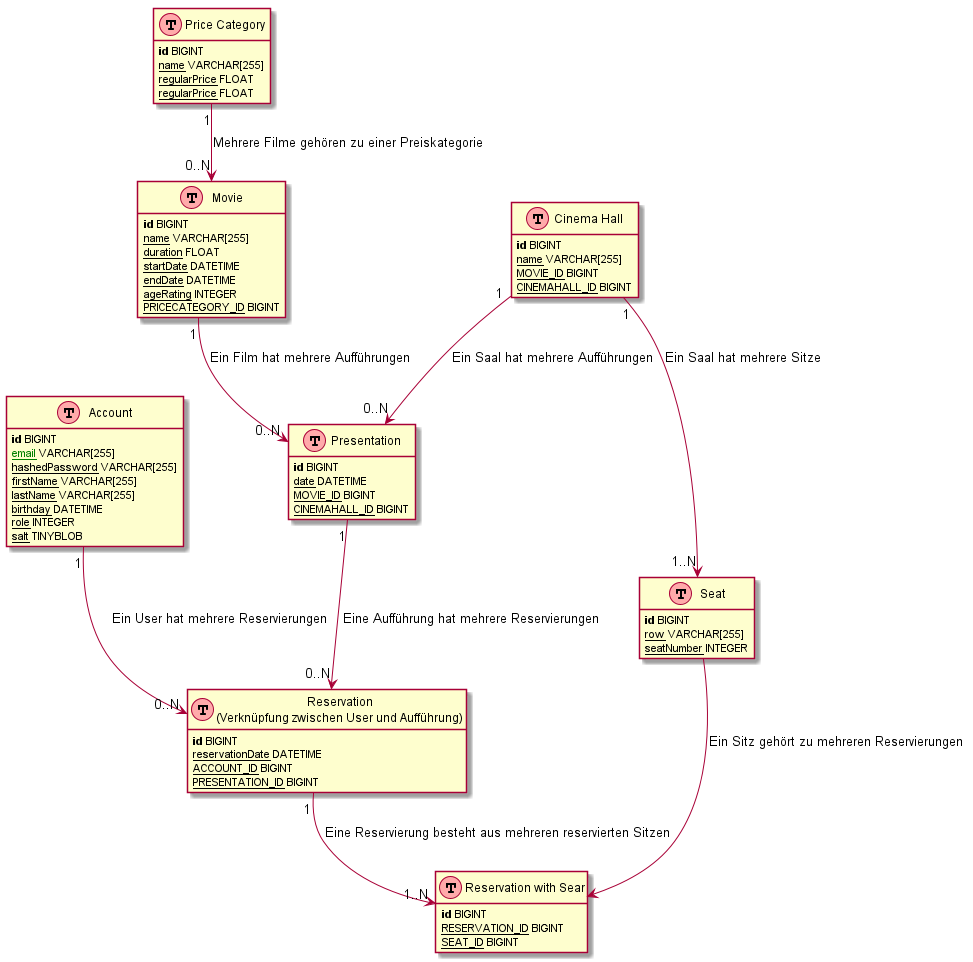 T Price Category
id BIGINT
name VARCHAR[255]
regularPrice FLOAT
regularPrice FLOAT
1
Mehrere Filme gehören zu einer Preiskategorie
0..N
T Movie
id BIGINT
name VARCHAR[255]
duration FLOAT
startDate DATETIME
endDate DATETIME
ageRating INTEGER
PRICECATEGORY_ID BIGINT
T Cinema Hall
id BIGINT
name VARCHAR[255]
MOVIE_ID BIGINT
CINEMAHALL_ID BIGINT
1
Ein Film hat mehrere Aufführungen
0..N
1
Ein Saal hat mehrere Aufführungen
0..N
1
Ein Saal hat mehrere Sitze
1..N
T Account
id BIGINT
email VARCHAR[255]
hashedPassword VARCHAR[255]
firstName VARCHAR[255]
lastName VARCHAR[255]
birthday DATETIME
role INTEGER
salt TINYBLOB
T Presentation
id BIGINT
date DATETIME
MOVIE_ID BIGINT
CINEMAHALL_ID BIGINT
T Seat
id BIGINT
row VARCHAR[255]
seatNumber INTEGER
1
Ein User hat mehrere Reservierungen
0..N
1
Eine Aufführung hat mehrere Reservierungen
0..N
T Reservation
(Verknüpfung zwischen User und Aufführung)
id BIGINT
reservationDate DATETIME
ACCOUNT_ID BIGINT
PRESENTATION_ID BIGINT
Ein Sitz gehört zu mehreren Reservierungen
1
Eine Reservierung besteht aus mehreren reservierten Sitzen
1..N
T Reservation with Sear
id BIGINT
RESERVATION_ID BIGINT
SEAT_ID BIGINT